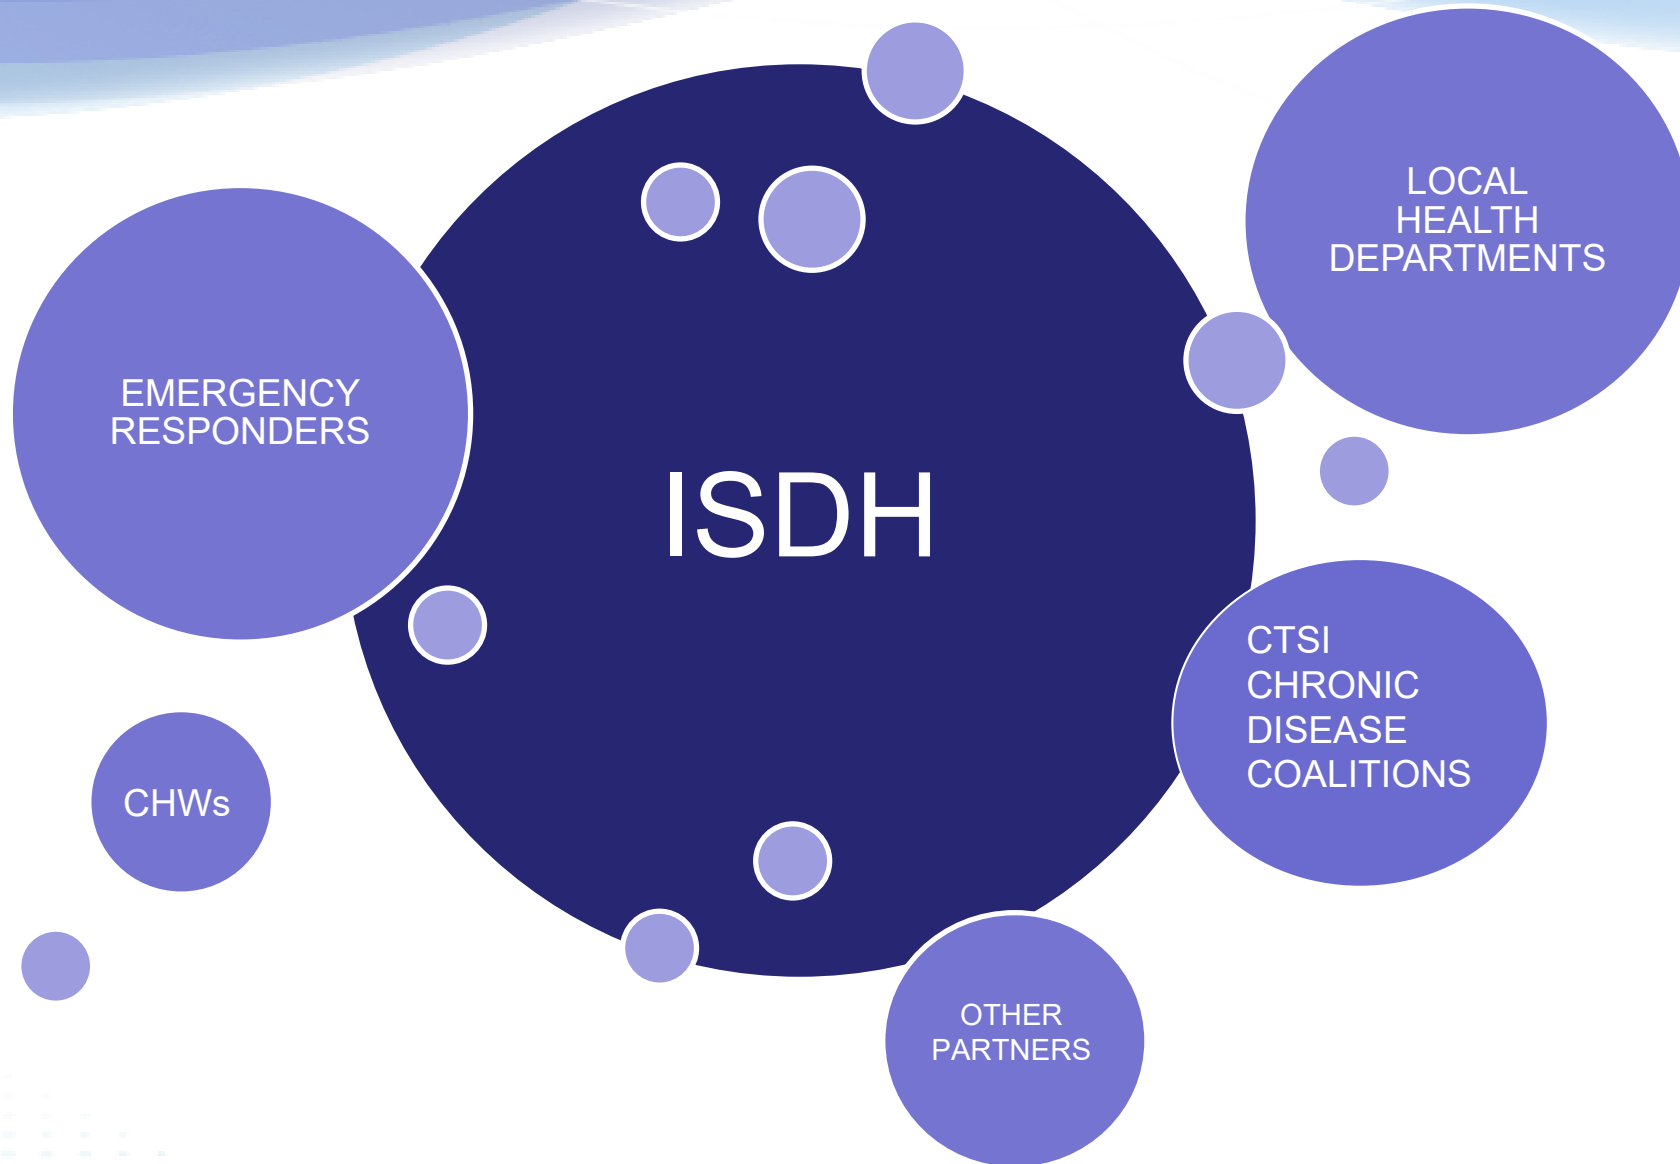 LOCAL
HEALTH
DEPARTMENTS
EMERGENCY
RESPONDERS
ISDH
CTSI
CHRONIC
DISEASE
COALITIONS
CHWs
OTHER
PARTNERS